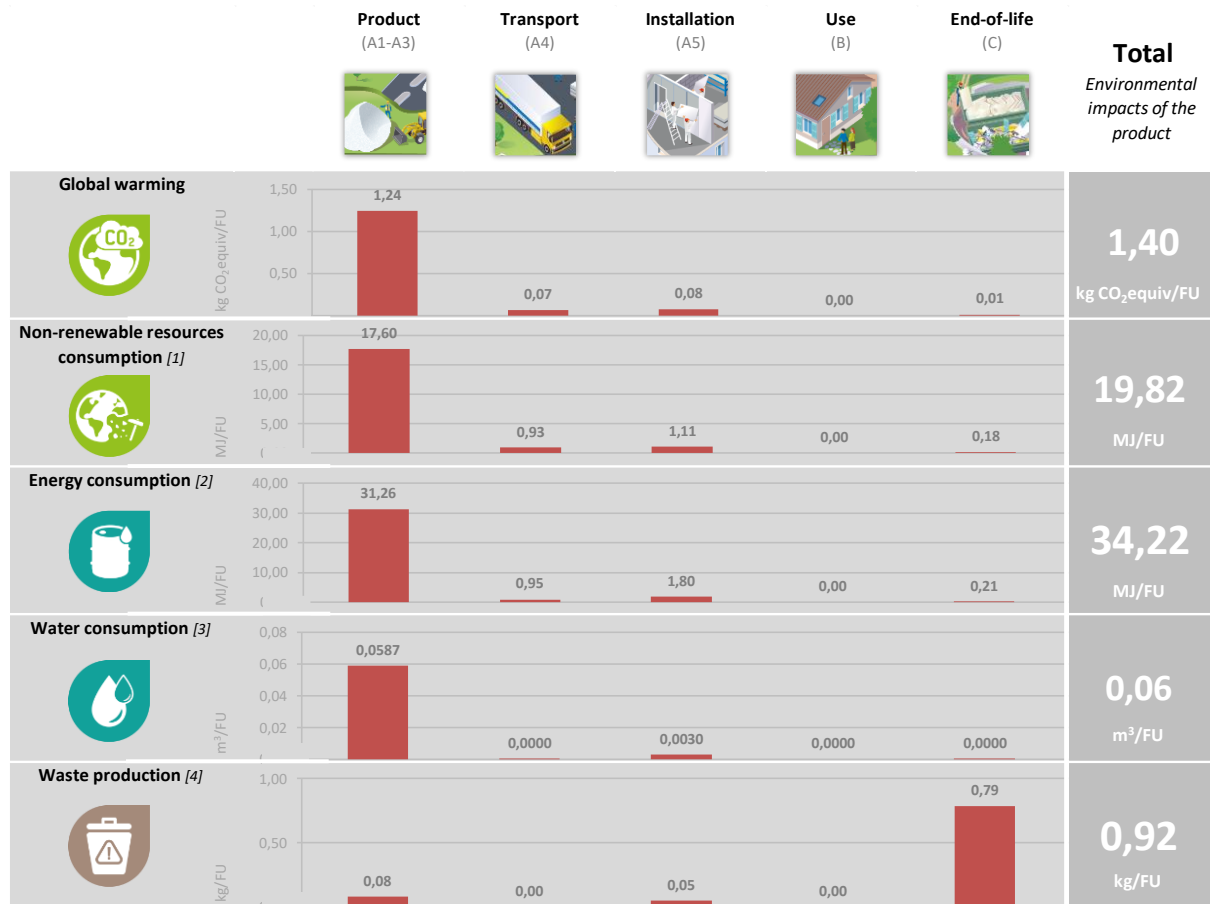 Product
(A1-A3)
Transport
(A4)
Installation
(A5)
Use
(B)
End-of-life
(C)
Total
Environmental
impacts of the
product
Global warming
CO2
kg CO2equiv/FU
1,50
1,00
0,50
1,24
0,07
0,08
0,00
0,01
1,40
kg CO2equiv/FU
Non-renewable resources
consumption [1]
MJ/FU
20,00
15,00
10,00
5,00
17,60
0,93
1,11
0,00
0,18
19,82
MJ/FU
Energy consumption [2]
MJ/FU
40,00
30,00
20,00
10,00
31,26
0,95
1,80
0,00
0,21
34,22
MJ/FU
Water consumption [3]
m³/FU
0,08
0,06
0,04
0,02
0,0587
0,0000
0,0030
0,0000
0,0000
0,06
m³/FU
Waste production [4]
kg/FU
1,00
0,50
0,08
0,00
0,05
0,00
0,79
0,92
kg/FU